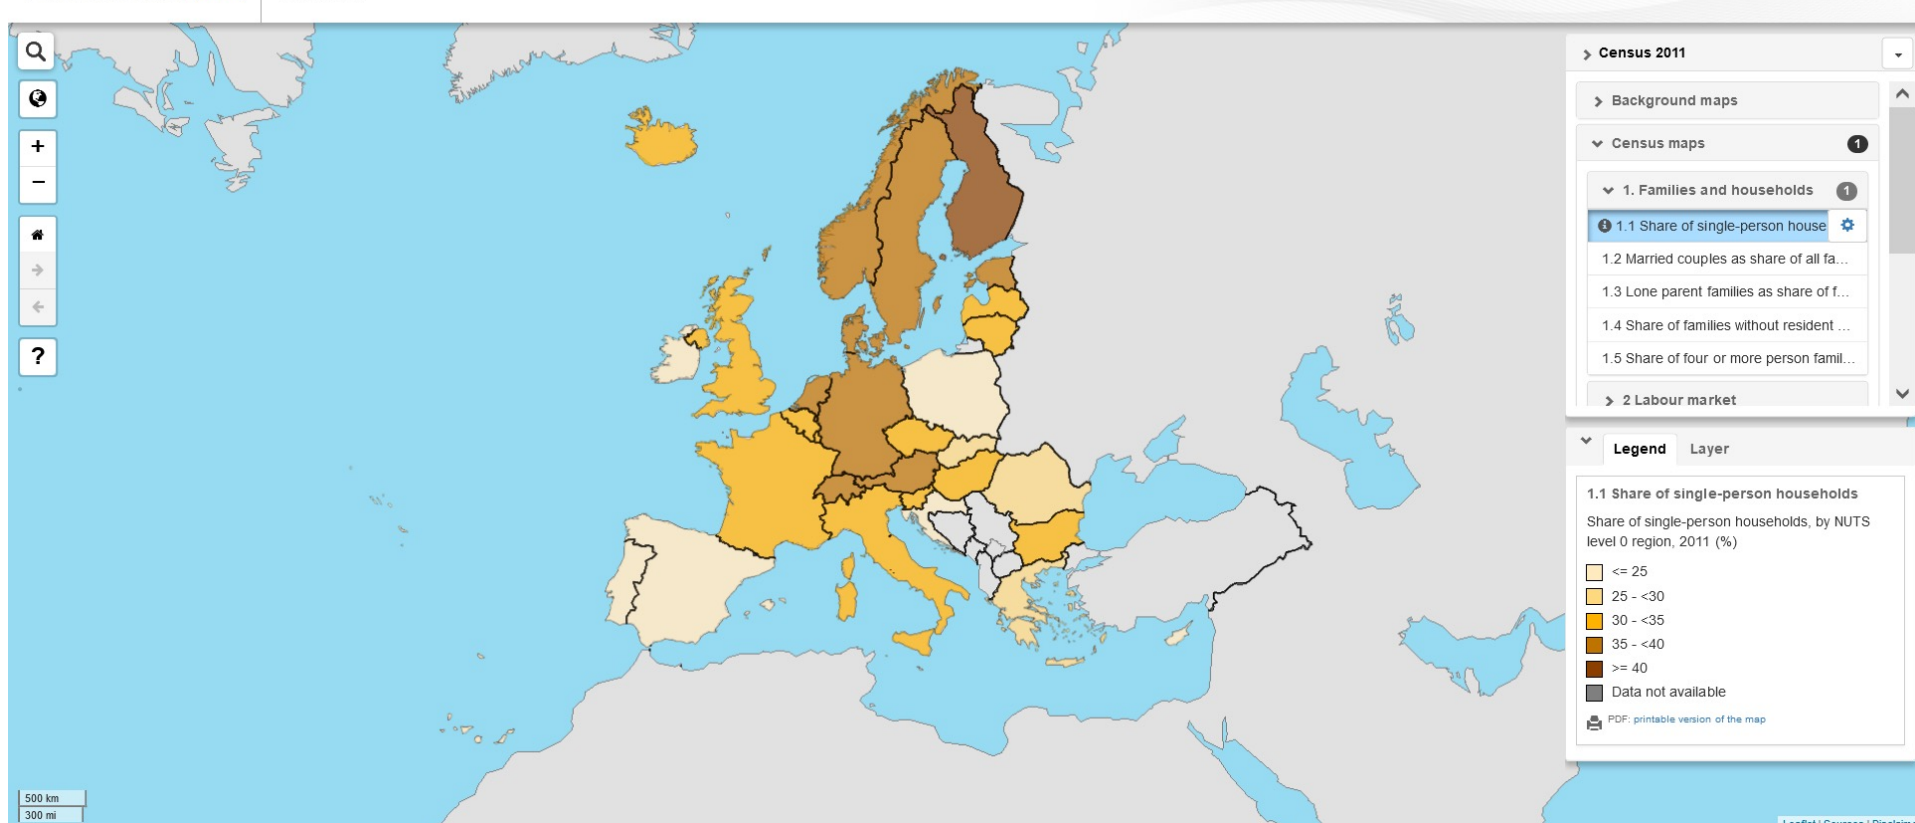 Census 2011
Background maps
Census maps 1
1. Families and households 1
1.1 Share of single-person house
1.2 Married couples as share of all fa...
1.3 Lone parent families as share of f...
1.4 Share of families without resident ...
1.5 Share of four or more person famil...
2 Labour market
Legend Layer
1.1 Share of single-person households
Share of single-person households, by NUTS
level 0 region, 2011 (%)
<= 25
25 - <30
30 - <35
35 - <40
>= 40
Data not available
PDF: printable version of the map
+
−
?
500 km
300 mi